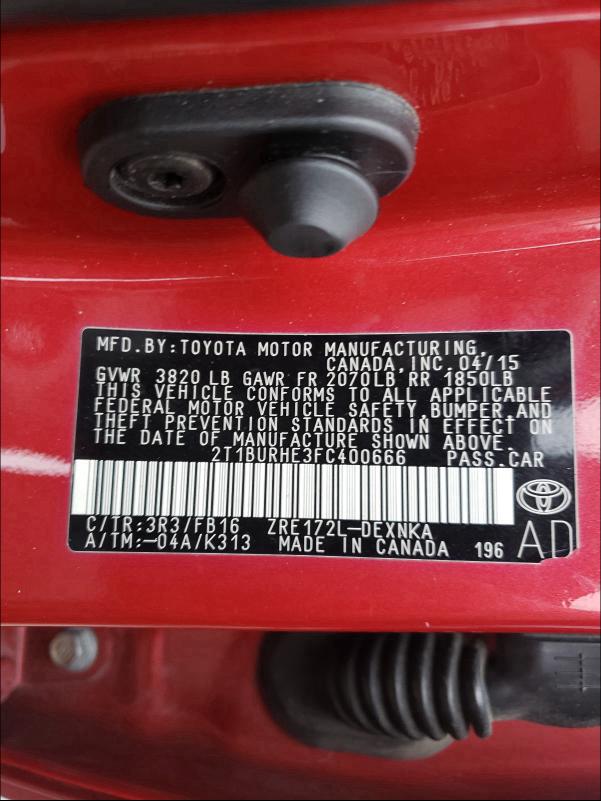 MFD.BY:TOYOTA MOTOR MANUFACTURING,
CANADA,INC. 04/15
GVWR 3820 LB GAWR FR 2070LB RR 1850LB
THIS VEHICLE CONFORMS TO ALL APPLICABLE
FEDERAL MOTOR VEHICLE SAFETY,BUMPER,AND
THEFT PREVENTION STANDARDS IN EFFECT ON
THE DATE OF MANUFACTURE SHOWN ABOVE.
2T1BURHE3FC400666 PASS.CAR
C/TR:3R3/FB16 ZRE172L-DEXNKA
A/TM:-04A/K313 MADE IN CANADA 196 AD